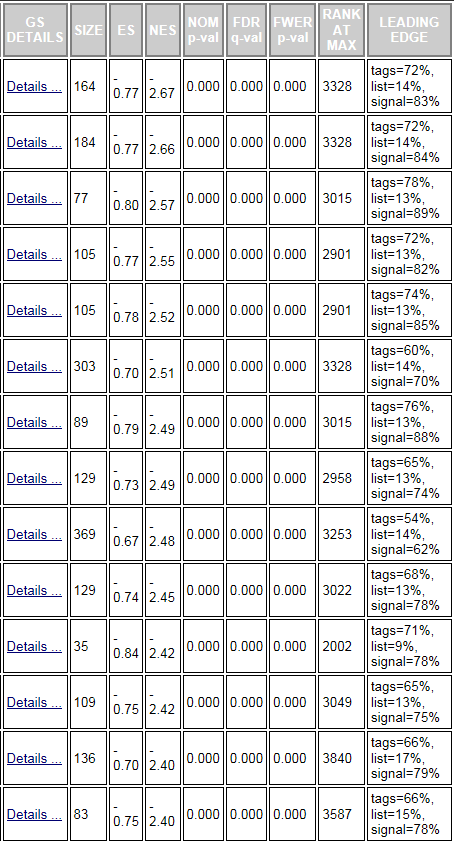 GS DETAILS SIZE ES NES NOM p-val FDR q-val FWER p-val RANK AT MAX LEADING EDGE
Details ... 164 -0.77 -2.67 0.000 0.000 0.000 3328 tags=72%, list=14%, signal=83%
Details ... 184 -0.77 -2.66 0.000 0.000 0.000 3328 tags=72%, list=14%, signal=84%
Details ... 77 -0.80 -2.57 0.000 0.000 0.000 3015 tags=78%, list=13%, signal=89%
Details ... 105 -0.77 -2.55 0.000 0.000 0.000 2901 tags=72%, list=13%, signal=82%
Details ... 105 -0.78 -2.52 0.000 0.000 0.000 2901 tags=74%, list=13%, signal=85%
Details ... 303 -0.70 -2.51 0.000 0.000 0.000 3328 tags=60%, list=14%, signal=70%
Details ... 89 -0.79 -2.49 0.000 0.000 0.000 3015 tags=76%, list=13%, signal=88%
Details ... 129 -0.73 -2.49 0.000 0.000 0.000 2958 tags=65%, list=13%, signal=74%
Details ... 369 -0.67 -2.48 0.000 0.000 0.000 3253 tags=54%, list=14%, signal=62%
Details ... 129 -0.74 -2.45 0.000 0.000 0.000 3022 tags=68%, list=13%, signal=78%
Details ... 35 -0.84 -2.42 0.000 0.000 0.000 2002 tags=71%, list=9%, signal=78%
Details ... 109 -0.75 -2.42 0.000 0.000 0.000 3049 tags=65%, list=13%, signal=75%
Details ... 136 -0.70 -2.40 0.000 0.000 0.000 3840 tags=66%, list=17%, signal=79%
Details ... 83 -0.75 -2.40 0.000 0.000 0.000 3587 tags=66%, list=15%, signal=78%